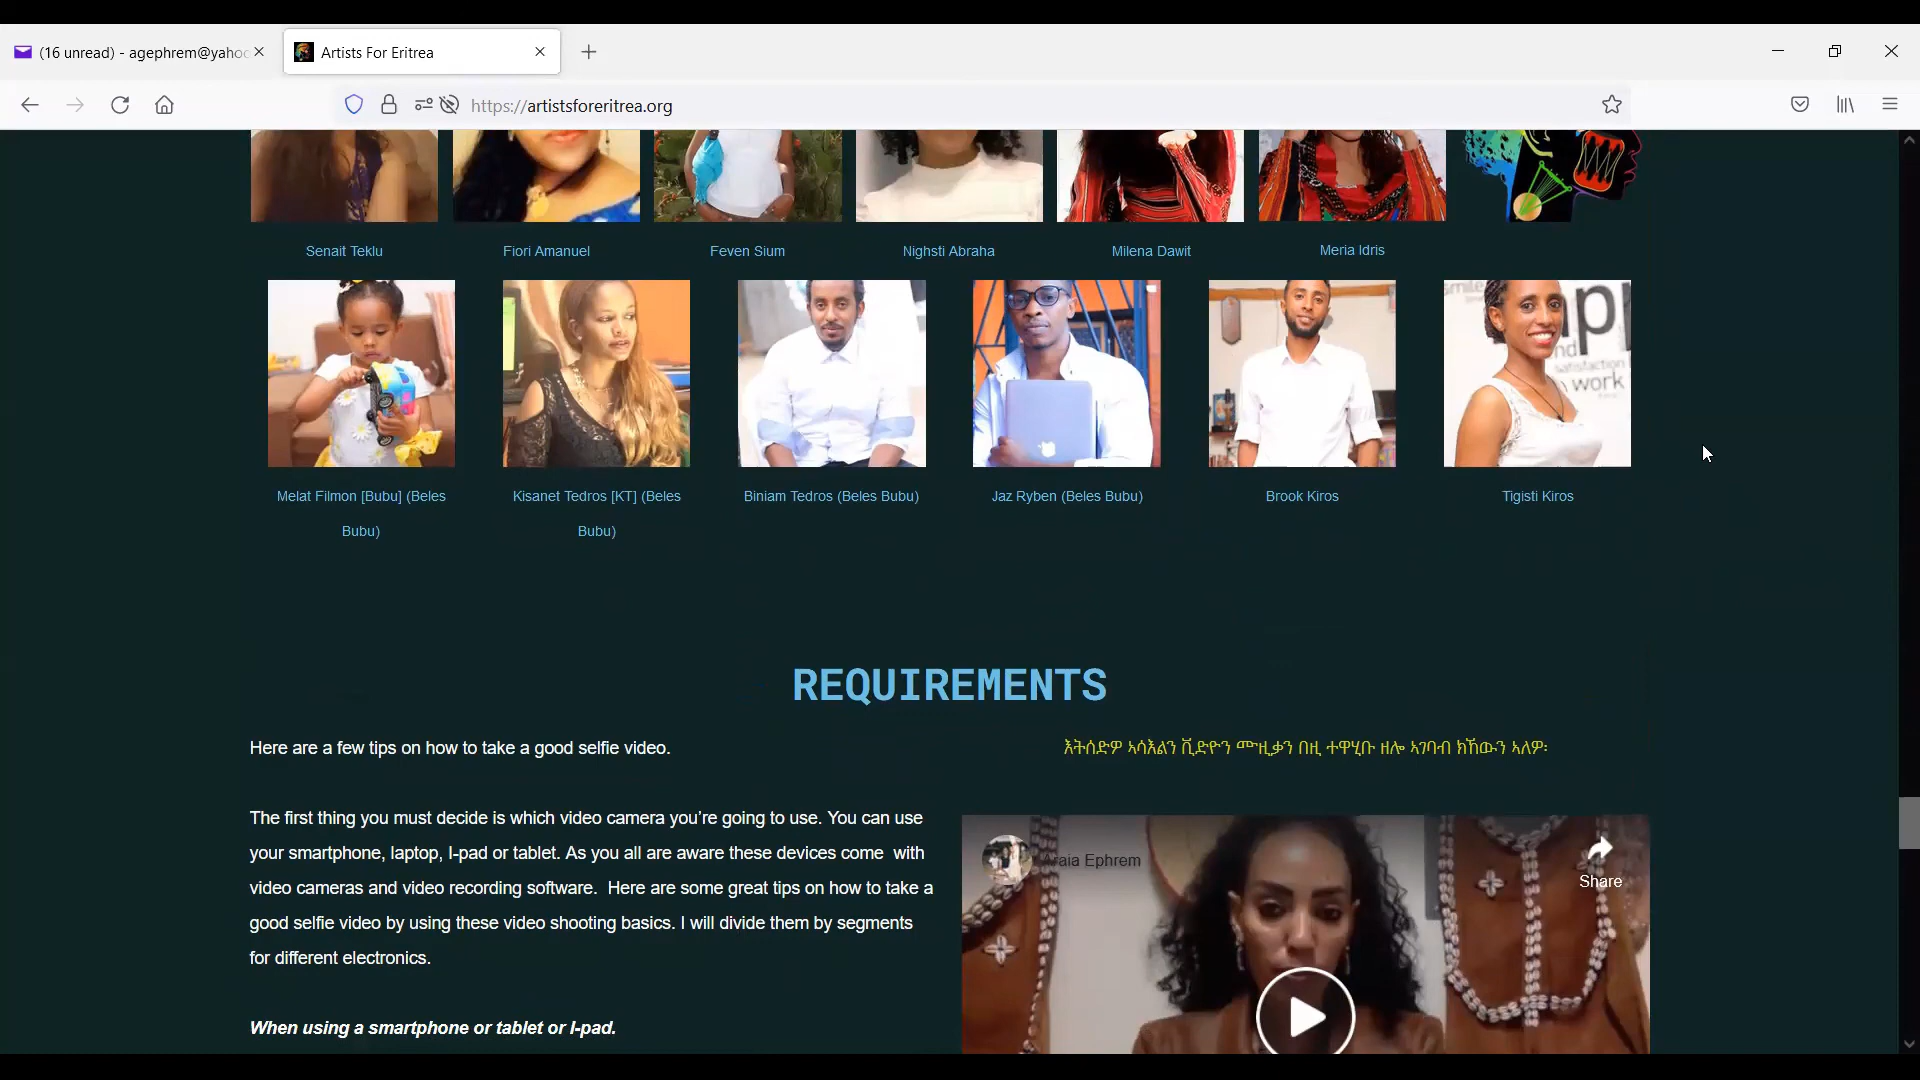 (16 unread) - agephrem@yahoo
Artists For Eritrea
https://artistsforeritrea.org
Senait Teklu
Fiori Amanuel
Feven Sium
Nighsti Abraha
Milena Dawit
Meria Idris
smile
appi
nd
satisfaction
work
Melat Filmon [Bubu] (Beles
Bubu)
Kisanet Tedros [KT] (Beles
Bubu)
Biniam Tedros (Beles Bubu)
Jaz Ryben (Beles Bubu)
Brook Kiros
Tigisti Kiros
REQUIREMENTS
Here are a few tips on how to take a good selfie video.
The first thing you must decide is which video camera you’re going to use. You can use
your smartphone, laptop, I-pad or tablet. As you all are aware these devices come with
video cameras and video recording software. Here are some great tips on how to take a
good selfie video by using these video shooting basics. I will divide them by segments
for different electronics.
When using a smartphone or tablet or I-pad.
እትሰድዎ ኣሳእልን ቪድዮን ሙዚቃን በዚ ተዋሂቡ ዘሎ ኣገባብ ክኸውን ኣለዎ፡
Araia Ephrem
Share